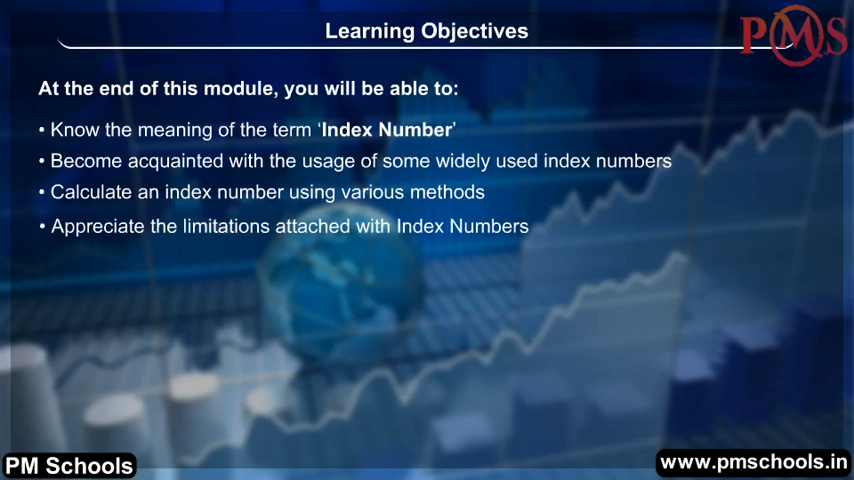 Learning Objectives
PMS
At the end of this module, you will be able to:
• Know the meaning of the term ‘Index Number’
• Become acquainted with the usage of some widely used index numbers
• Calculate an index number using various methods
• Appreciate the limitations attached with Index Numbers
PM Schools
www.pmschools.in